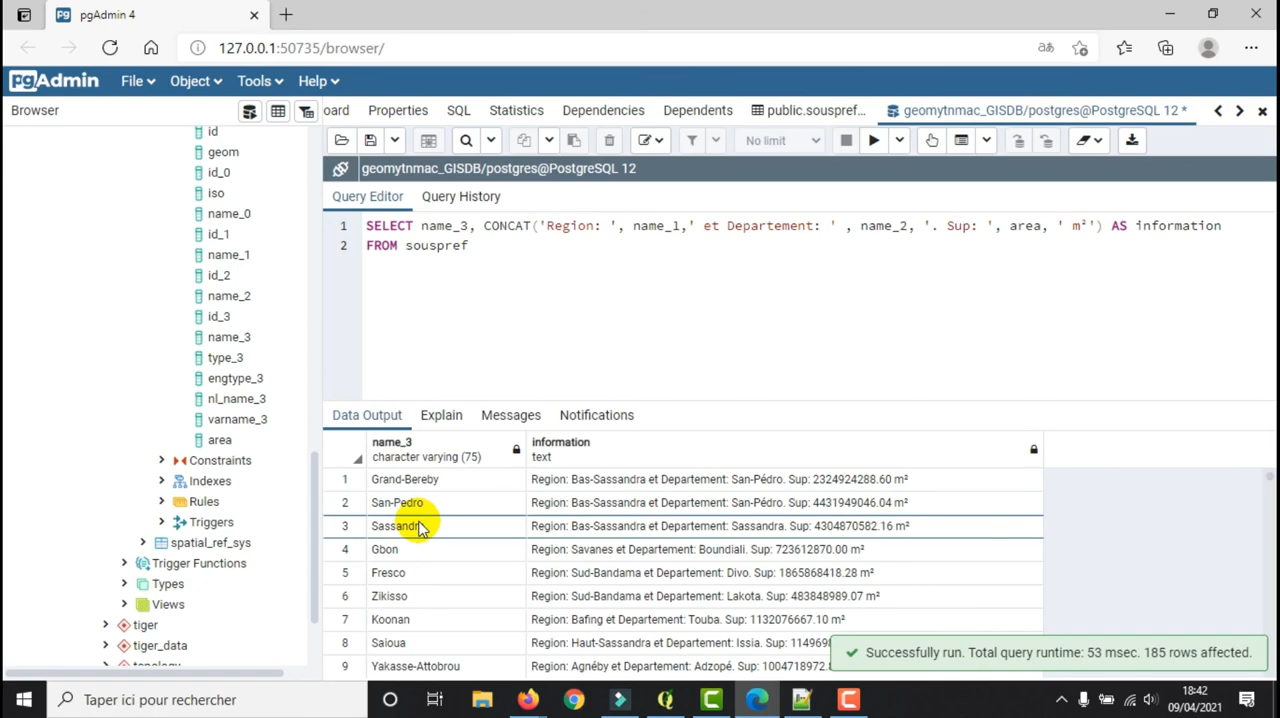 pgAdmin 4
127.0.0.1:50735/browser/
pgAdmin File Object Tools Help
Browser
oard Properties SQL Statistics Dependencies Dependents public.souspref... geomytnmac_GISDB/postgres@PostgreSQL 12 *
No limit
geomytnmac_GISDB/postgres@PostgreSQL 12
Query Editor Query History
1 SELECT name_3, CONCAT('Region: ', name_1,' et Departement: ' , name_2, '. Sup: ', area, ' m²') AS information
2 FROM souspref
id
geom
id_0
iso
name_0
id_1
name_1
id_2
name_2
id_3
name_3
type_3
engtype_3
nl_name_3
varname_3
area
Constraints
Indexes
Rules
Triggers
spatial_ref_sys
Trigger Functions
Types
Views
tiger
tiger_data
topology
Data Output Explain Messages Notifications
name_3 information
character varying (75) text
1 Grand-Bereby Region: Bas-Sassandra et Departement: San-Pédro. Sup: 2324924288.60 m²
2 San-Pedro Region: Bas-Sassandra et Departement: San-Pédro. Sup: 4431949046.04 m²
3 Sassandra Region: Bas-Sassandra et Departement: Sassandra. Sup: 4304870582.16 m²
4 Gbon Region: Savanes et Departement: Boundiali. Sup: 723612870.00 m²
5 Fresco Region: Sud-Bandama et Departement: Divo. Sup: 1865868418.28 m²
6 Zikisso Region: Sud-Bandama et Departement: Lakota. Sup: 483848989.07 m²
7 Koonan Region: Bafing et Departement: Touba. Sup: 1132076667.10 m²
8 Saioua Region: Haut-Sassandra et Departement: Issia. Sup: 114969
9 Yakasse-Attobrou Region: Agnéby et Departement: Adzopé. Sup: 1004718972.
Successfully run. Total query runtime: 53 msec. 185 rows affected.
Taper ici pour rechercher
18:42
09/04/2021